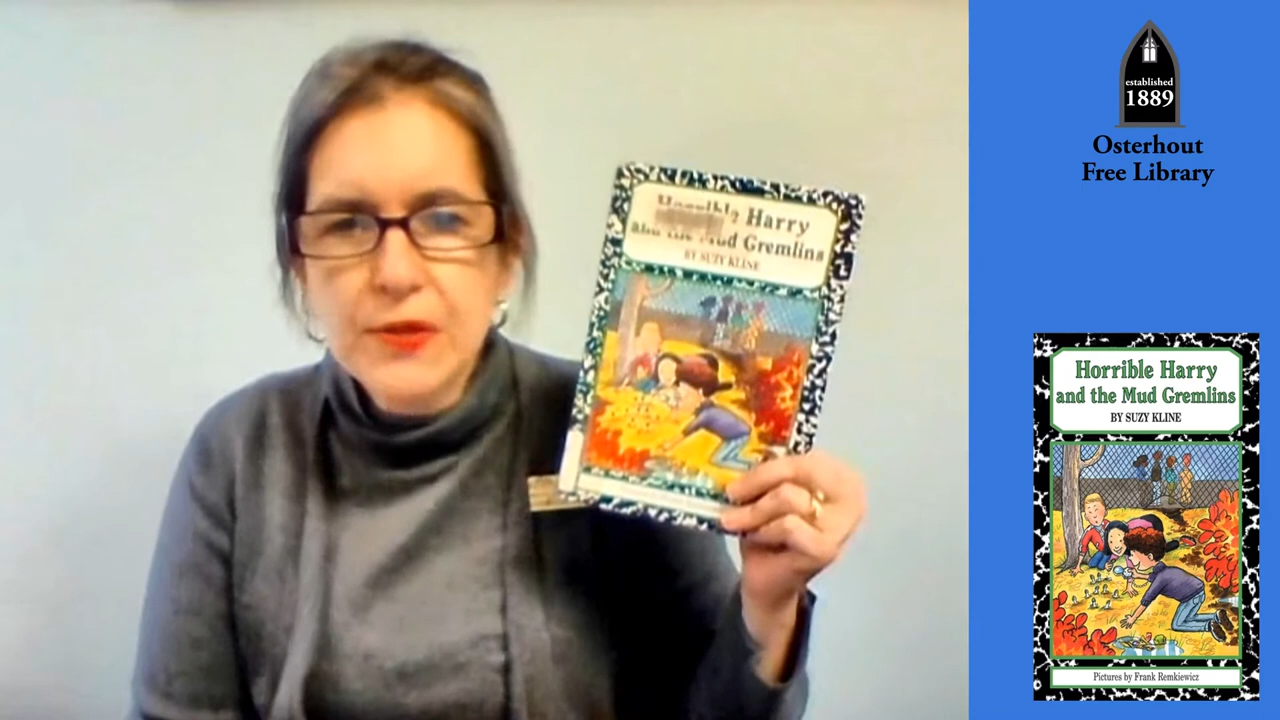 Harry
Gremlins
BY SUZY KLINE
established
1889
Osterhout
Free Library
Horrible Harry
and the Mud Gremlins
BY SUZY KLINE
Pictures by Frank Remkiewicz